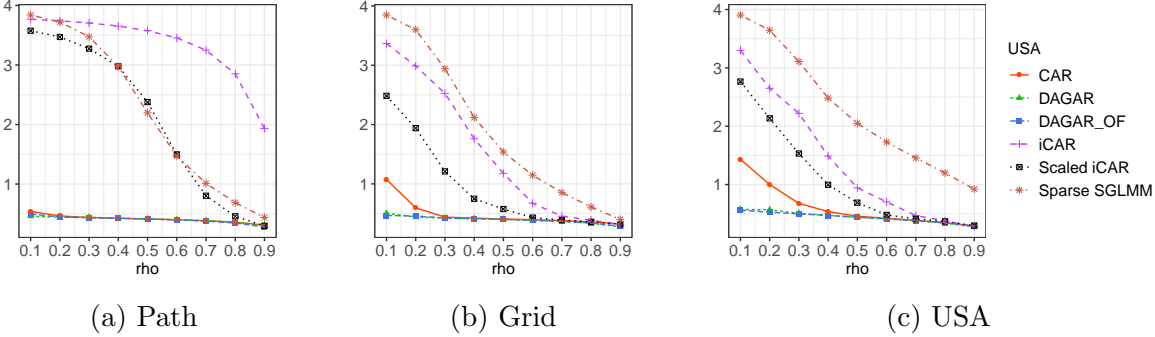 4
3
2
1
0.1 0.2 0.3 0.4 0.5 0.6 0.7 0.8 0.9
rho
(a) Path
4
3
2
1
0.1 0.2 0.3 0.4 0.5 0.6 0.7 0.8 0.9
rho
(b) Grid
4
3
2
1
0.1 0.2 0.3 0.4 0.5 0.6 0.7 0.8 0.9
rho
(c) USA
USA
CAR
DAGAR
DAGAR_OF
iCAR
Scaled iCAR
Sparse SGLMM